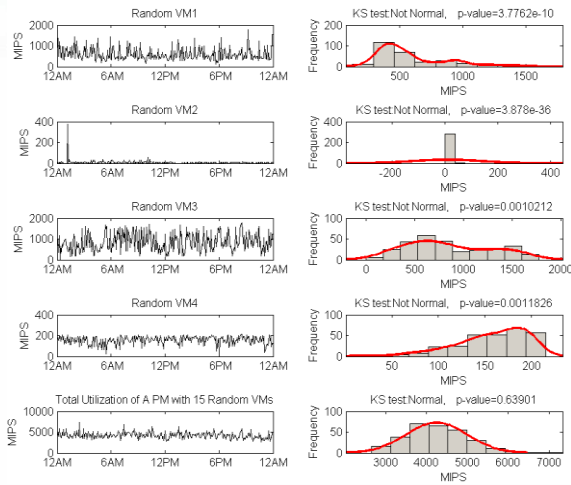 Random VM1
KS test:Not Normal, p-value=3.7762e-10
MIPS
2000
1000
0
12AM 6AM 12PM 6PM 12AM
Frequency
200
100
0
500 1000 1500
MIPS
Random VM2
KS test:Not Normal, p-value=3.878e-36
MIPS
400
200
0
12AM 6AM 12PM 6PM 12AM
Frequency
400
200
0
-200 0 200 400
MIPS
Random VM3
KS test:Not Normal, p-value=0.0010212
MIPS
2000
1000
0
12AM 6AM 12PM 6PM 12AM
Frequency
100
50
0
0 500 1000 1500 2000
MIPS
Random VM4
KS test:Not Normal, p-value=0.0011826
MIPS
400
200
0
12AM 6AM 12PM 6PM 12AM
Frequency
100
50
0
50 100 150 200
MIPS
Total Utilization of A PM with 15 Random VMs
KS test:Not Normal, p-value=0.63901
MIPS
10000
5000
0
12AM 6AM 12PM 6PM 12AM
Frequency
100
50
0
3000 4000 5000 6000 7000
MIPS